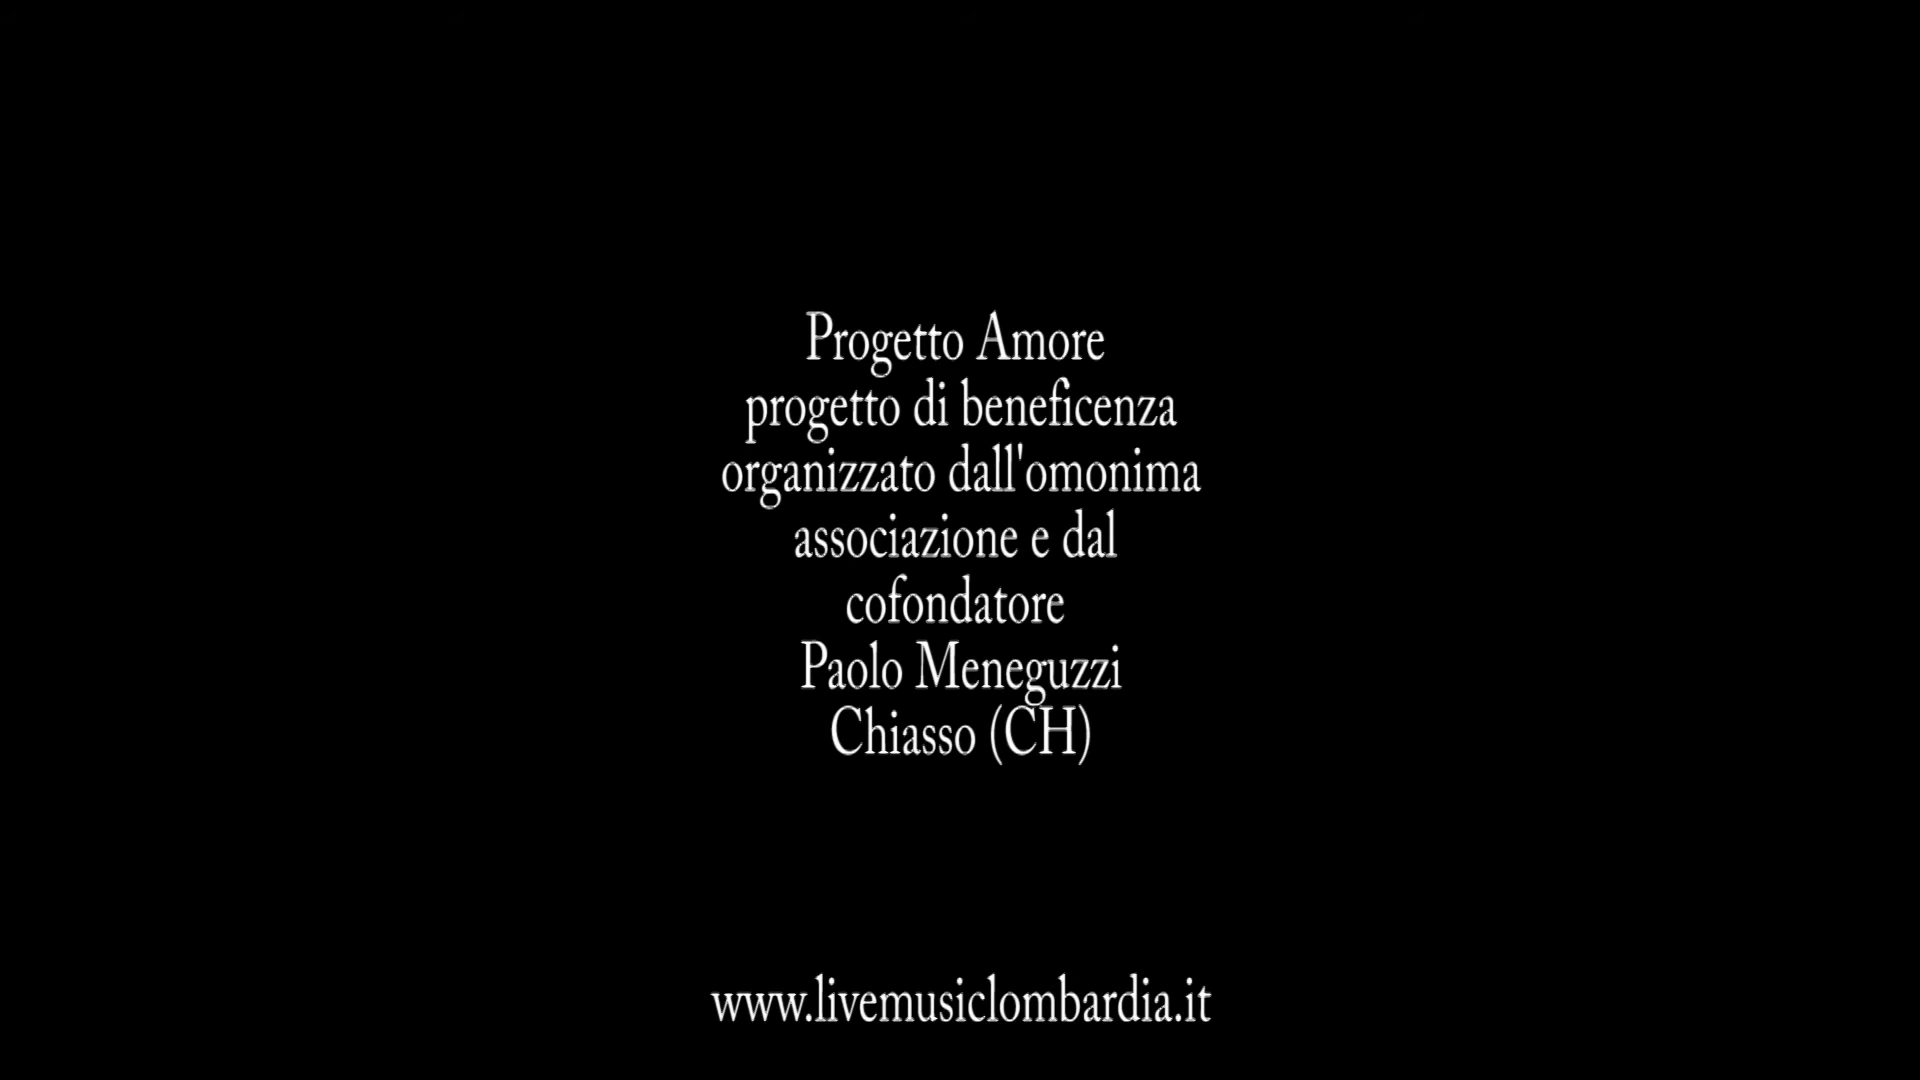 Progetto Amore
progetto di beneficenza
organizzato dall'omonima
associazione e dal
cofondatore
Paolo Meneguzzi
Chiasso (CH)
www.livemusiclombardia.it